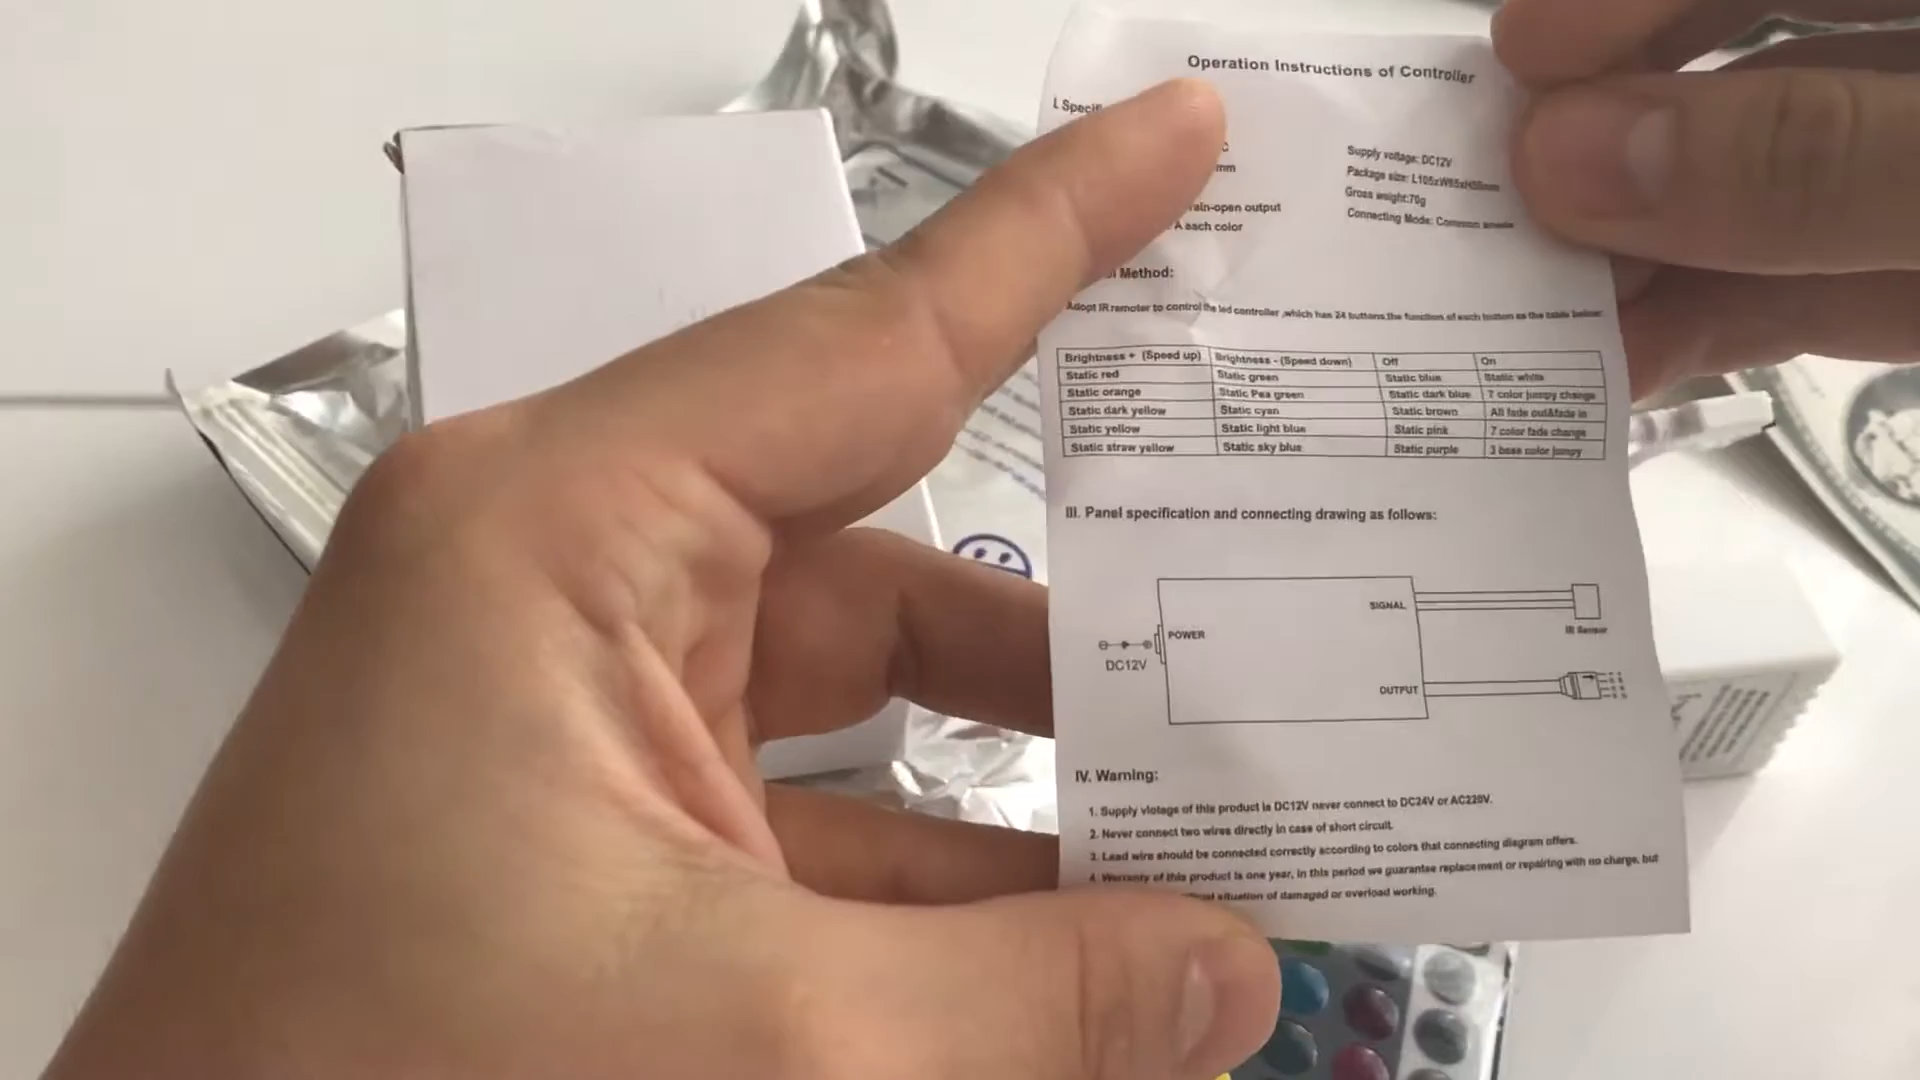 Operation Instructions of Controller
Supply voltage: DC12V
mm
Package size: L105xW65xH55mm
Gross weight:70g
output
Connecting Mode: Common anode
A each color
Method:
Adopt IR remoter to control the led controller ,which has 24 buttons,the function of each button as the table below:
Brightness + (Speed up) Brightness - (Speed down) Off On
Static red Static green Static blue Static white
Static orange Static Pea green Static dark blue 7 color jumpy change
Static dark yellow Static cyan Static brown All fade out&fade in
Static yellow Static light blue Static pink 7 color fade change
Static straw yellow Static sky blue Static purple 3 base color jumpy
III. Panel specification and connecting drawing as follows:
SIGNAL
IR Sensor
POWER
DC12V
OUTPUT
IV. Warning:
1. Supply vlotage of this product is DC12V never connect to DC24V or AC220V.
2. Never connect two wires directly in case of short circuit.
3. Lead wire should be connected correctly according to colors that connecting diagram offers.
4. Warranty of this product is one year, in this period we guarantee replacement or repairing with no charge, but
situation of damaged or overload working.